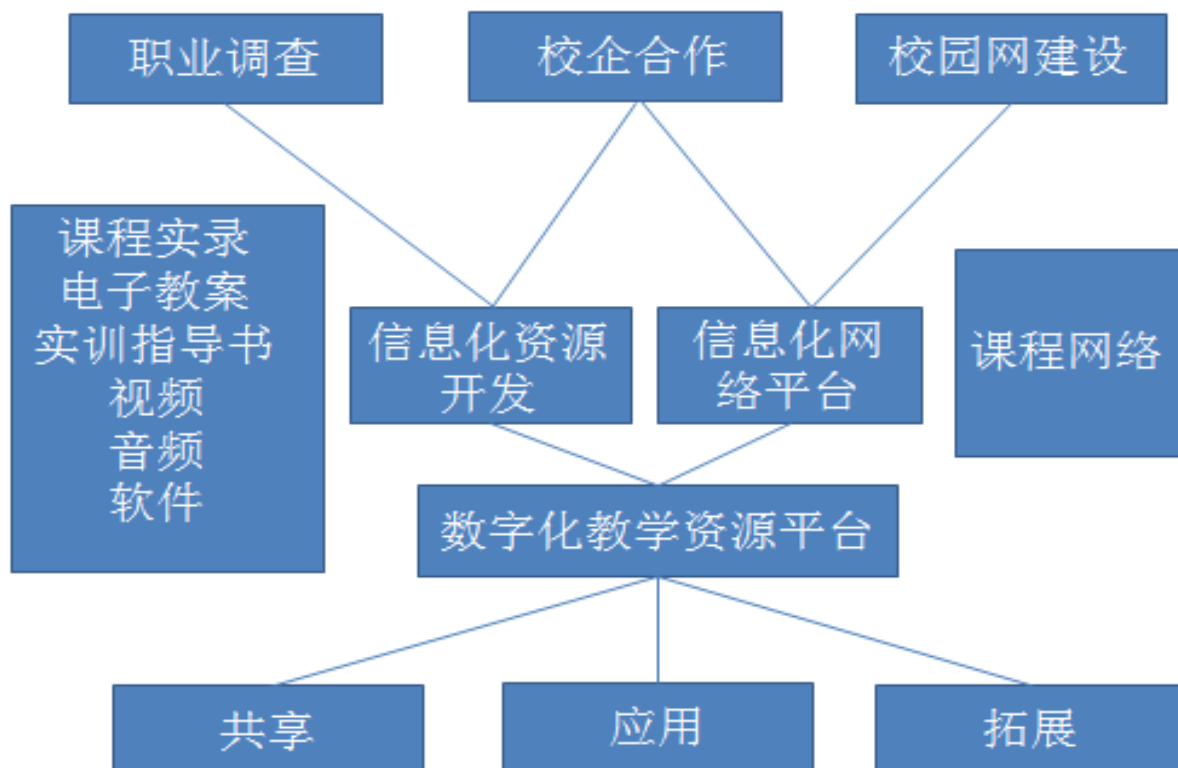 职业调查
校企合作
校园网建设
课程实录
电子教案
实训指导书
视频
音频
软件
信息化资源
开发
信息化网
络平台
课程网络
数字化教学资源平台
共享
应用
拓展